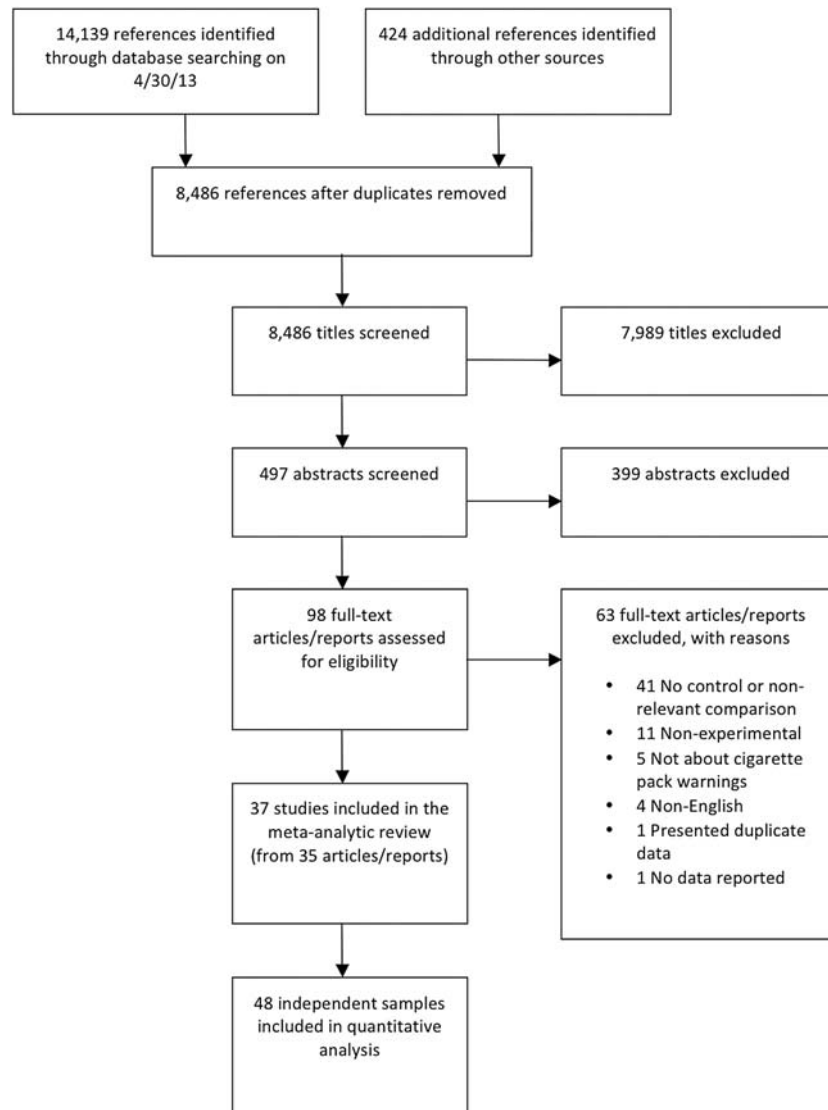 14,139 references identified
through database searching on
4/30/13
424 additional references identified
through other sources
8,486 references after duplicates removed
8,486 titles screened
7,989 titles excluded
497 abstracts screened
399 abstracts excluded
98 full-text
articles/reports assessed
for eligibility
63 full-text articles/reports
excluded, with reasons
• 41 No control or non-
relevant comparison
• 11 Non-experimental
• 5 Not about cigarette
pack warnings
• 4 Non-English
• 1 Presented duplicate
data
• 1 No data reported
37 studies included in the
meta-analytic review
(from 35 articles/reports)
48 independent samples
included in quantitative
analysis